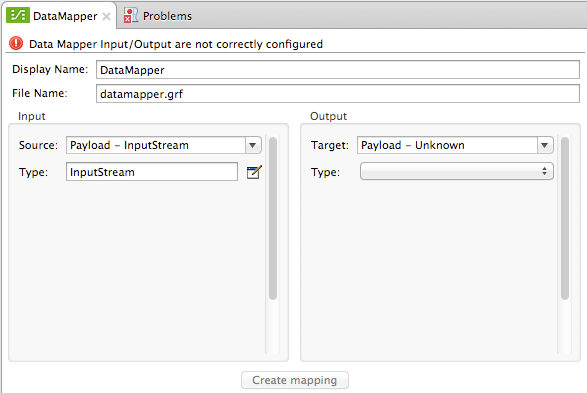 DataMapper
Problems
Data Mapper Input/Output are not correctly configured
Display Name: DataMapper
File Name: datamapper.grf
Input
Source: Payload – InputStream
Type: InputStream
Output
Target: Payload – Unknown
Type:
Create mapping